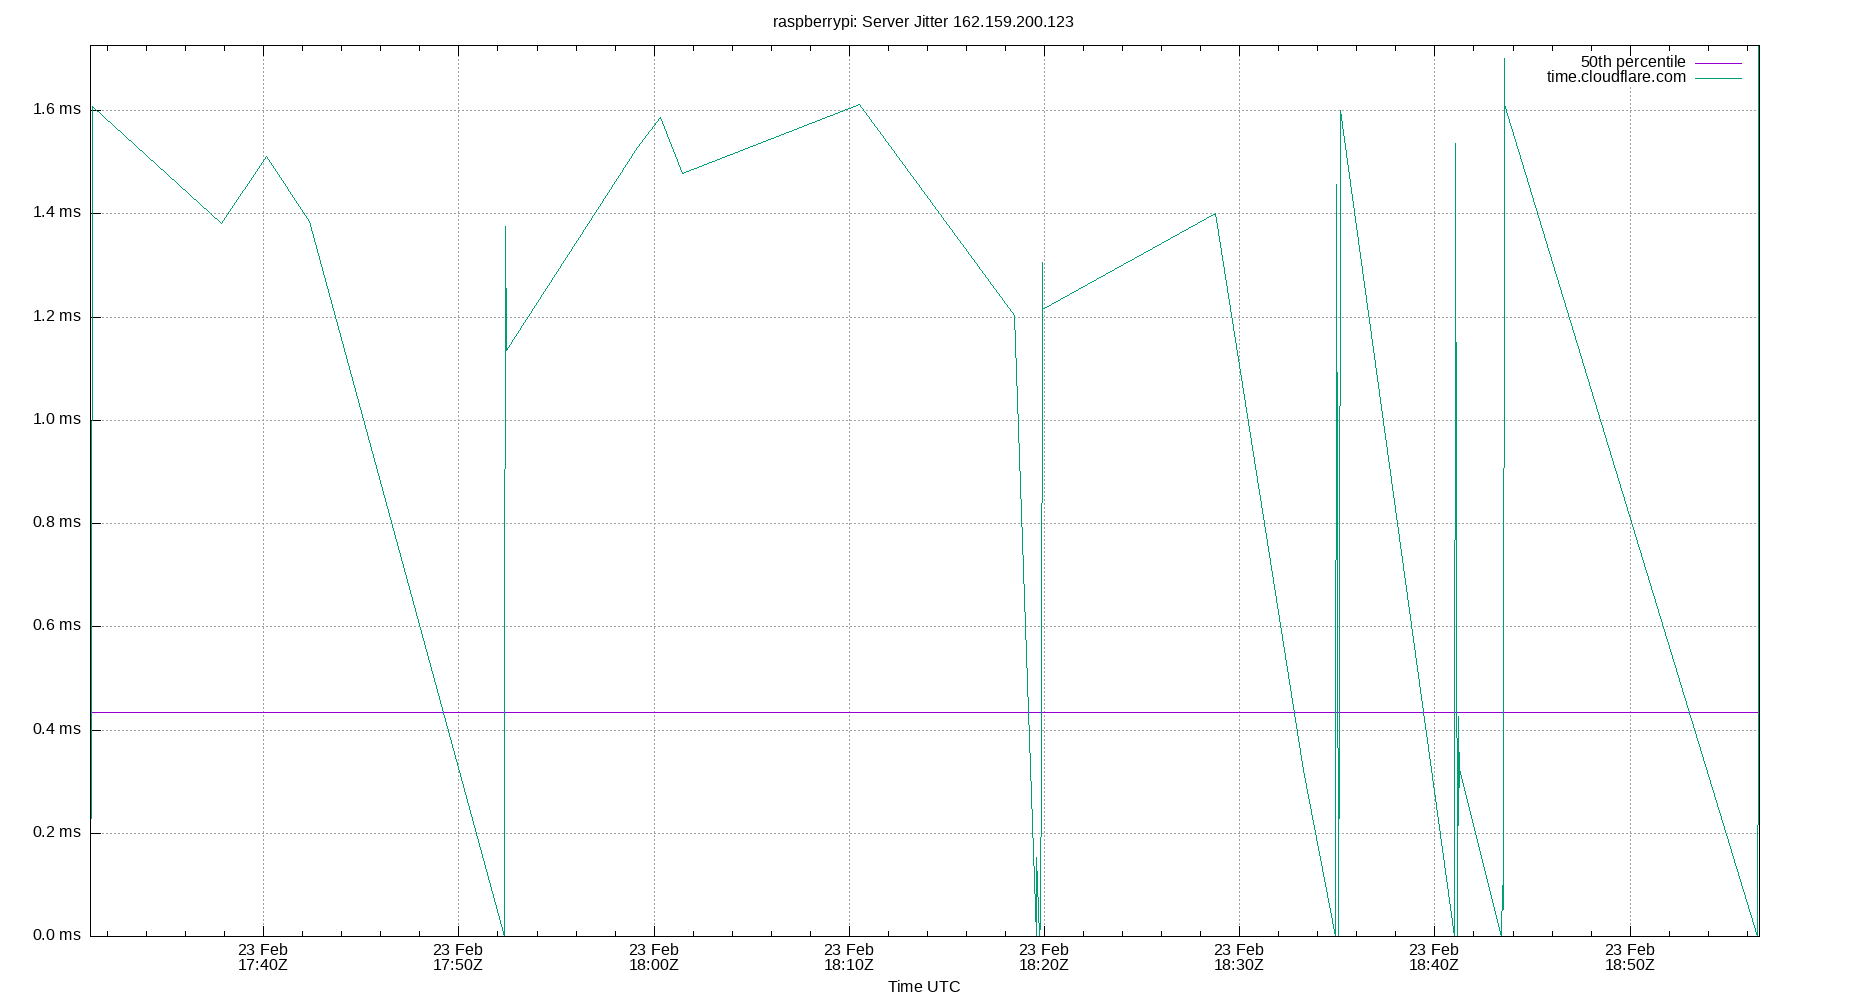 raspberrypi: Server Jitter 162.159.200.123
50th percentile
time.cloudflare.com
1.6 ms
1.4 ms
1.2 ms
1.0 ms
0.8 ms
0.6 ms
0.4 ms
0.2 ms
0.0 ms
23 Feb 23 Feb 23 Feb 23 Feb 23 Feb 23 Feb 23 Feb 23 Feb
17:40Z 17:50Z 18:00Z 18:10Z 18:20Z 18:30Z 18:40Z 18:50Z
Time UTC